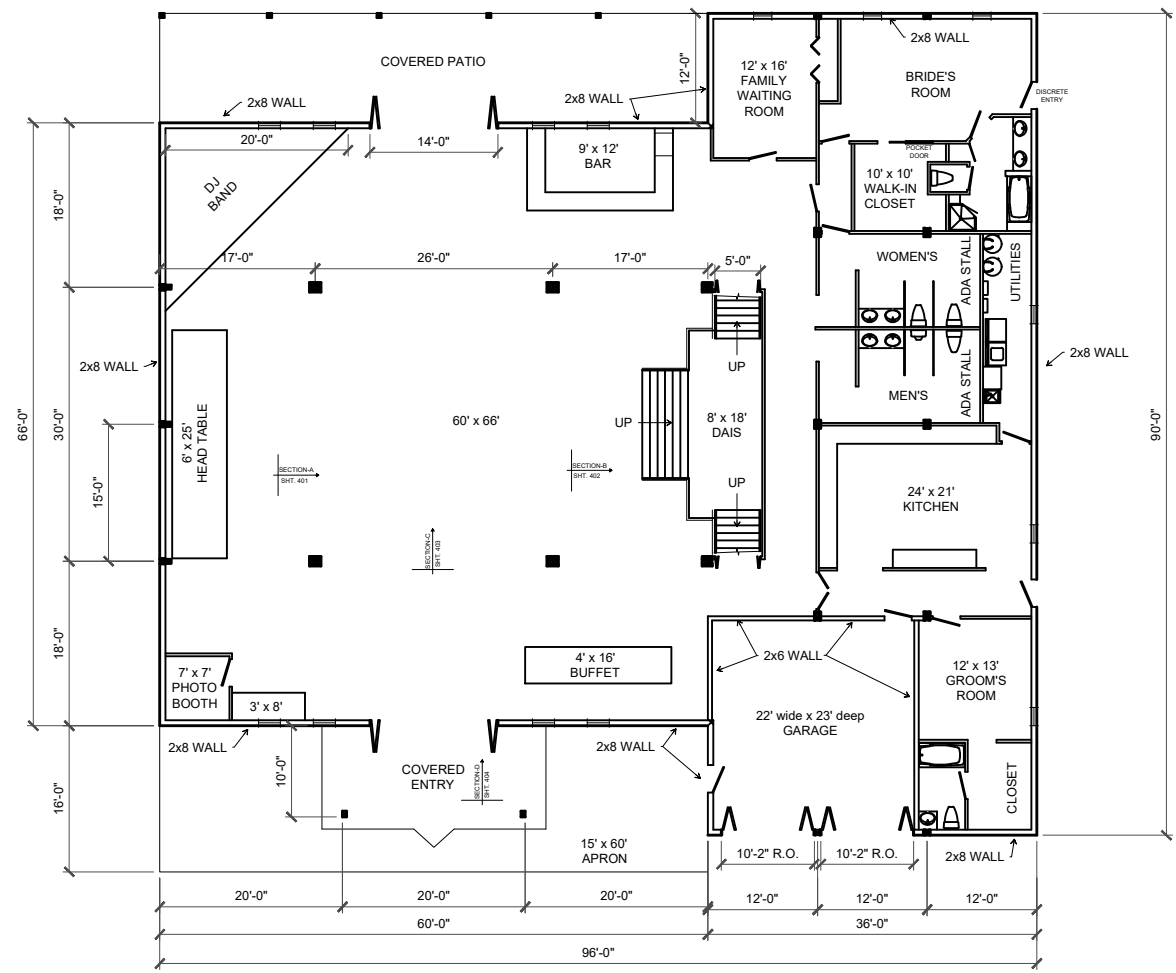 COVERED PATIO
12'-0"
12' x 16'
FAMILY
WAITING
ROOM
2x8 WALL
BRIDE'S
ROOM
DISCRETE
ENTRY
2x8 WALL
2x8 WALL
20'-0"
14'-0"
9' x 12'
BAR
DJ
BAND
POCKET
DOOR
10' x 10'
WALK-IN
CLOSET
18'-0"
17'-0"
26'-0"
17'-0"
5'-0"
WOMEN'S
ADA STALL
UTILITIES
2x8 WALL
UP
2x8 WALL
66'-0"
30'-0"
15'-0"
6' x 25'
HEAD TABLE
60' x 66'
UP
8' x 18'
DAIS
MEN'S
ADA STALL
90'-0"
SECTION-A
SHT. 401
SECTION-B
SHT. 402
UP
24' x 21'
KITCHEN
SECTION-C
SHT. 403
18'-0"
7' x 7'
PHOTO
BOOTH
3' x 8'
4' x 16'
BUFFET
2x6 WALL
12' x 13'
GROOM'S
ROOM
22' wide x 23' deep
GARAGE
2x8 WALL
2x8 WALL
10'-0"
COVERED
ENTRY
SECTION-D
SHT. 404
CLOSET
16'-0"
15' x 60'
APRON
10'-2" R.O.
10'-2" R.O.
2x8 WALL
20'-0"
20'-0"
20'-0"
12'-0"
12'-0"
12'-0"
60'-0"
36'-0"
96'-0"